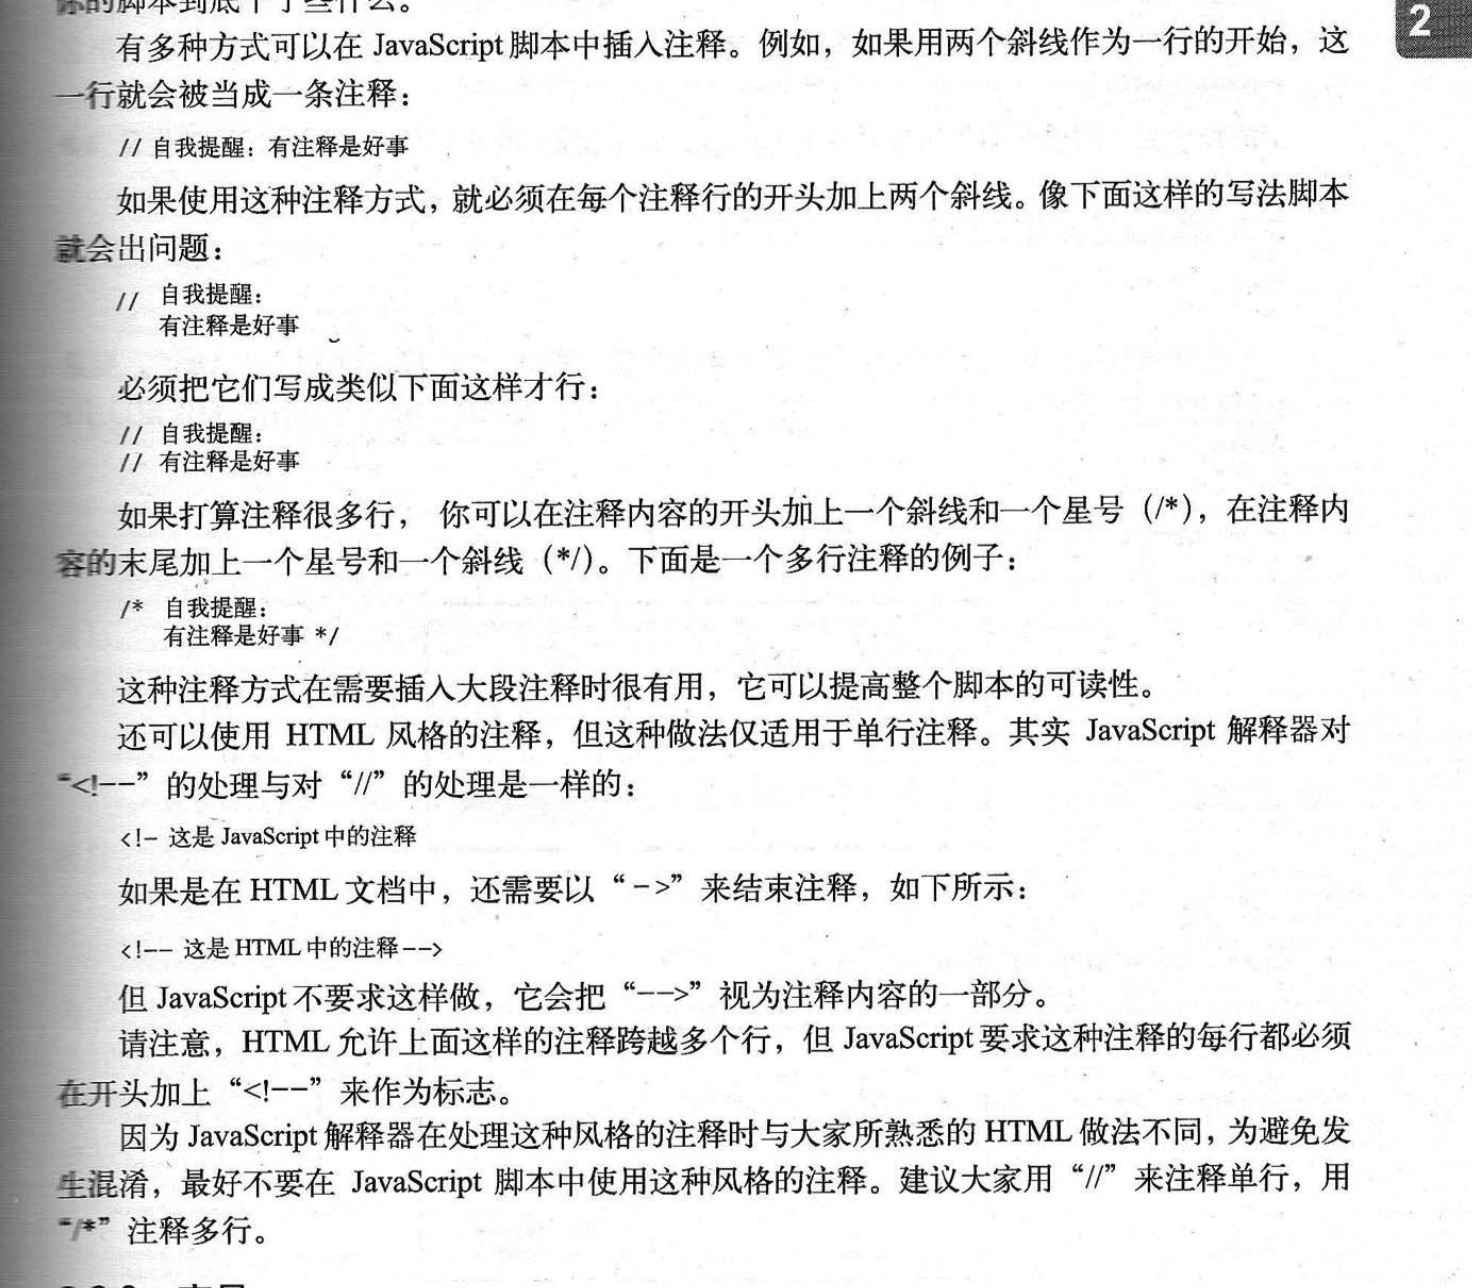 2
有多种方式可以在 JavaScript 脚本中插入注释。例如，如果用两个斜线作为一行的开始，这
一行就会被当成一条注释：
// 自我提醒：有注释是好事
如果使用这种注释方式，就必须在每个注释行的开头加上两个斜线。像下面这样的写法脚本
就会出问题：
// 自我提醒：
有注释是好事
必须把它们写成类似下面这样才行：
// 自我提醒：
// 有注释是好事
如果打算注释很多行， 你可以在注释内容的开头加上一个斜线和一个星号（/*），在注释内
容的末尾加上一个星号和一个斜线（*/）。下面是一个多行注释的例子：
/* 自我提醒：
有注释是好事 */
这种注释方式在需要插入大段注释时很有用，它可以提高整个脚本的可读性。
还可以使用 HTML 风格的注释，但这种做法仅适用于单行注释。其实 JavaScript 解释器对
“<!--”的处理与对“//”的处理是一样的：
<!- 这是 JavaScript 中的注释
如果是在 HTML 文档中，还需要以“->”来结束注释，如下所示：
<!-- 这是 HTML 中的注释-->
但 JavaScript 不要求这样做，它会把“-->”视为注释内容的一部分。
请注意，HTML 允许上面这样的注释跨越多个行，但 JavaScript 要求这种注释的每行都必须
在开头加上“<!--”来作为标志。
因为 JavaScript 解释器在处理这种风格的注释时与大家所熟悉的 HTML 做法不同，为避免发
生混淆，最好不要在 JavaScript 脚本中使用这种风格的注释。建议大家用“//”来注释单行，用
“/*”注释多行。